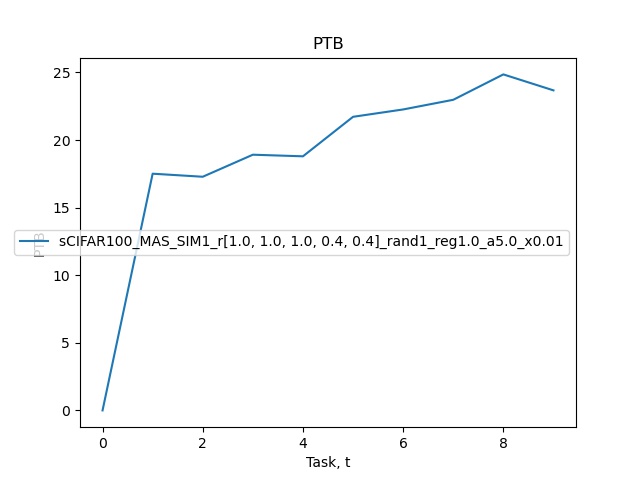 PTB
25
20
15
10
5
0
PTB
sCIFAR100_MAS_SIM1_r[1.0, 1.0, 1.0, 0.4, 0.4]_rand1_reg1.0_a5.0_x0.01
0 2 4 6 8
Task, t